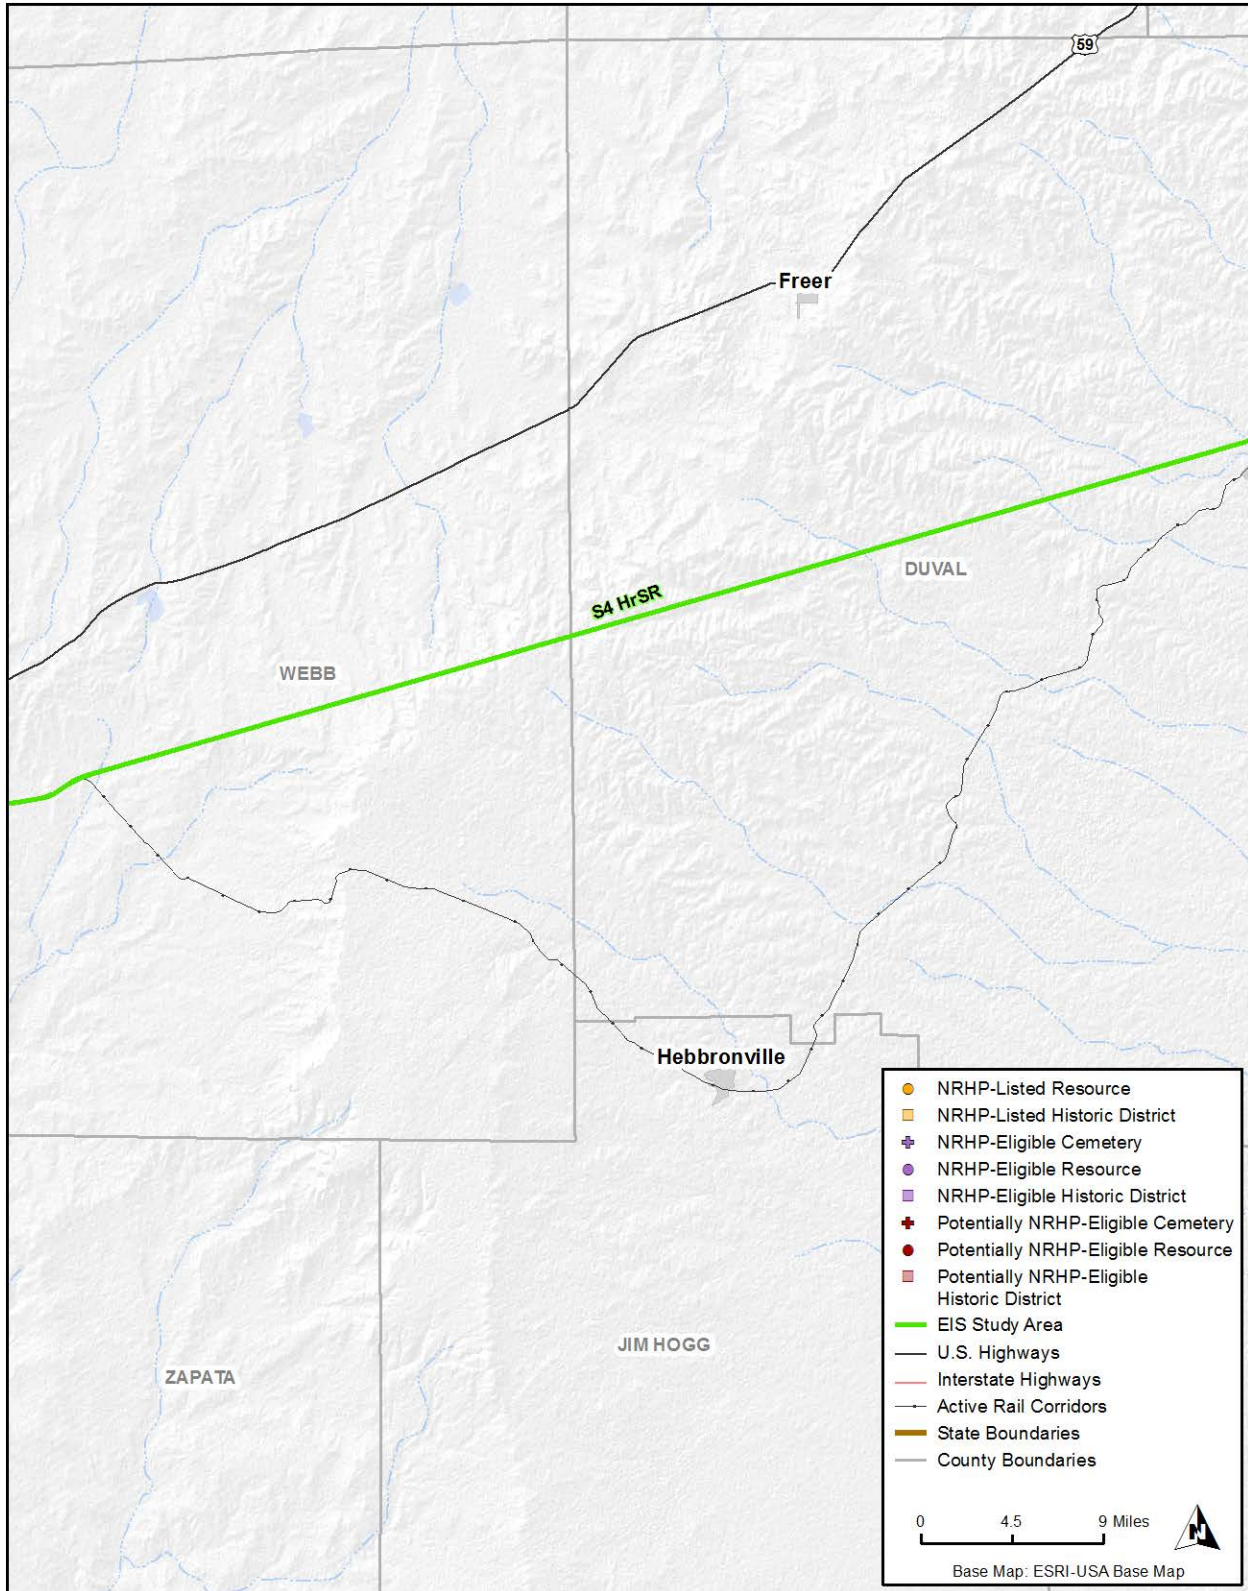 59
Freer
DUVAL
S4 HrSR
WEBB
Hebbronville
JIM HOGG
ZAPATA
NRHP-Listed Resource
NRHP-Listed Historic District
NRHP-Eligible Cemetery
NRHP-Eligible Resource
NRHP-Eligible Historic District
Potentially NRHP-Eligible Cemetery
Potentially NRHP-Eligible Resource
Potentially NRHP-Eligible
Historic District
EIS Study Area
U.S. Highways
Interstate Highways
Active Rail Corridors
State Boundaries
County Boundaries
0 4.5 9 Miles
N
Base Map: ESRI-USA Base Map